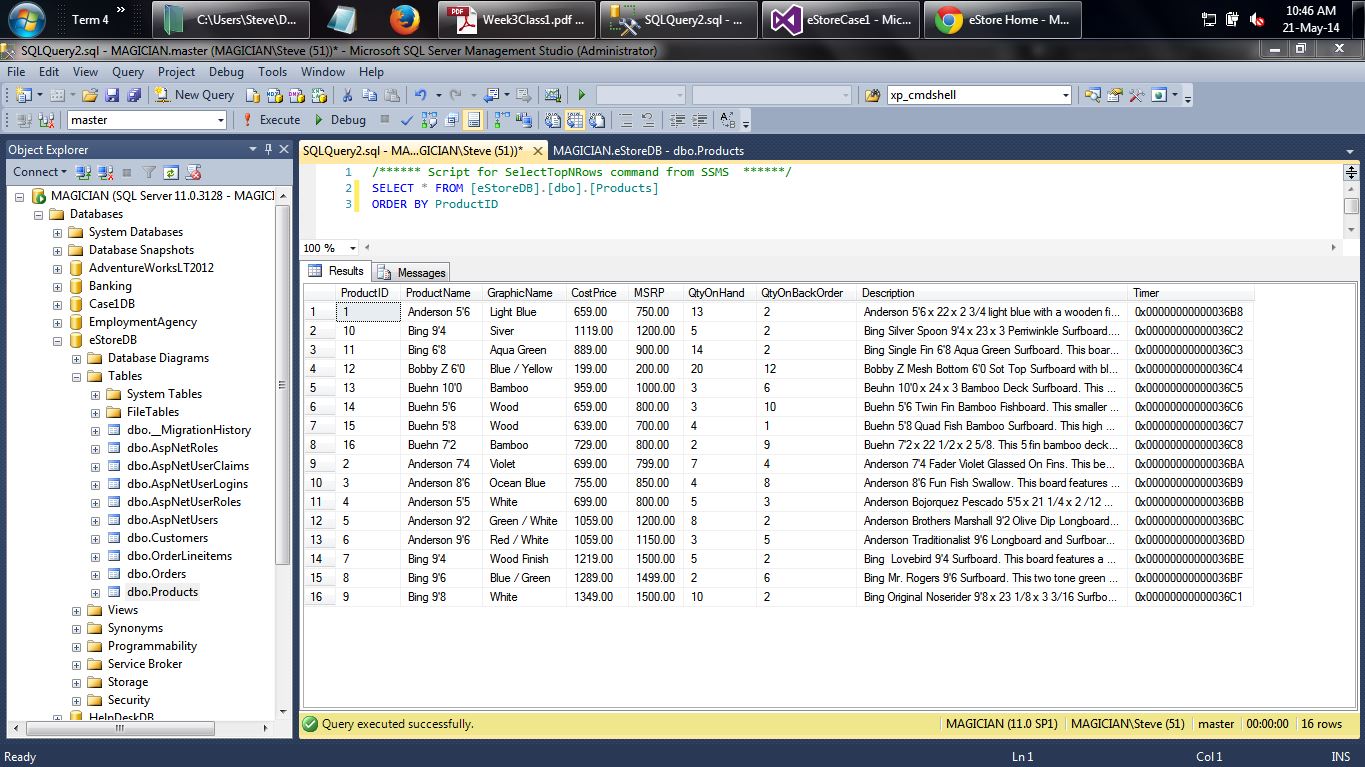 Term 4
»
C:\Users\Steve\D...
Week3Class1.pdf ...
SQLQuery2.sql - ...
eStoreCase1 - Mic...
eStore Home - M...
10:46 AM
21-May-14
SQLQuery2.sql - MAGICIAN.master (MAGICIAN\Steve (51))* - Microsoft SQL Server Management Studio (Administrator)
File Edit View Query Project Debug Tools Window Help
New Query
xp_cmdshell
master
Execute
Debug
Object Explorer
SQLQuery2.sql - MA...GICIAN\Steve (51))*
MAGICIAN.eStoreDB - dbo.Products
Connect
MAGICIAN (SQL Server 11.0.3128 - MAGICI
Databases
System Databases
Database Snapshots
AdventureWorksLT2012
Banking
Case1DB
EmploymentAgency
eStoreDB
Database Diagrams
Tables
System Tables
FileTables
dbo.__MigrationHistory
dbo.AspNetRoles
dbo.AspNetUserClaims
dbo.AspNetUserLogins
dbo.AspNetUserRoles
dbo.AspNetUsers
dbo.Customers
dbo.OrderLineitems
dbo.Orders
dbo.Products
Views
Synonyms
Programmability
Service Broker
Storage
Security
HelpDeskDB
1 /****** Script for SelectTopNRows command from SSMS ******/
2 SELECT * FROM [eStoreDB].[dbo].[Products]
3 ORDER BY ProductID
100 %
Results Messages
ProductID ProductName GraphicName CostPrice MSRP QtyOnHand QtyOnBackOrder Description Timer
1 1 Anderson 5'6 Light Blue 659.00 750.00 13 2 Anderson 5'6 x 22 x 2 3/4 light blue with a wooden fi... 0x00000000000036B8
2 10 Bing 9'4 Siver 1119.00 1200.00 5 2 Bing Silver Spoon 9'4 x 23 x 3 Perriwinkle Surfboard.... 0x00000000000036C2
3 11 Bing 6'8 Aqua Green 889.00 900.00 14 2 Bing Single Fin 6'8 Aqua Green Surfboard. This boar... 0x00000000000036C3
4 12 Bobby Z 6'0 Blue / Yellow 199.00 200.00 20 12 Bobby Z Mesh Bottom 6'0 Sot Top Surfboard with bl... 0x00000000000036C4
5 13 Buehn 10'0 Bamboo 959.00 1000.00 3 6 Beuhn 10'0 x 24 x 3 Bamboo Deck Surfboard. This ... 0x00000000000036C5
6 14 Buehn 5'6 Wood 659.00 800.00 3 10 Buehn 5'6 Twin Fin Bamboo Fishboard. This smaller ... 0x00000000000036C6
7 15 Buehn 5'8 Wood 639.00 700.00 4 1 Buehn 5'8 Quad Fish Bamboo Surfboard. This high ... 0x00000000000036C7
8 16 Buehn 7'2 Bamboo 729.00 800.00 2 9 Buehn 7'2 x 22 1/2 x 2 5/8. This 5 fin bamboo deck... 0x00000000000036C8
9 2 Anderson 7'4 Violet 699.00 799.00 7 4 Anderson 7'4 Fader Violet Glassed On Fins. This be... 0x00000000000036BA
10 3 Anderson 8'6 Ocean Blue 755.00 850.00 4 8 Anderson 8'6 Fun Fish Swallow. This board features ... 0x00000000000036B9
11 4 Anderson 5'5 White 699.00 800.00 5 3 Anderson Bojorquez Pescado 5'5 x 21 1/4 x 2 /12 ... 0x00000000000036BB
12 5 Anderson 9'2 Green / White 1059.00 1200.00 8 2 Anderson Brothers Marshall 9'2 Olive Dip Longboard... 0x00000000000036BC
13 6 Anderson 9'6 Red / White 1059.00 1150.00 3 5 Anderson Traditionalist 9'6 Longboard and Surfboa... 0x00000000000036BD
14 7 Bing 9'4 Wood Finish 1219.00 1500.00 5 2 Bing Lovebird 9'4 Surfboard. This board features a ... 0x00000000000036BE
15 8 Bing 9'6 Blue / Green 1289.00 1499.00 2 6 Bing Mr. Rogers 9'6 Surfboard. This two tone green ... 0x00000000000036BF
16 9 Bing 9'8 White 1349.00 1500.00 10 2 Bing Original Noserider 9'8 x 23 1/8 x 3 3/16 Surfbo... 0x00000000000036C1
Query executed successfully.
MAGICIAN (11.0 SP1) MAGICIAN\Steve (51) master 00:00:00 16 rows
Ready
Ln 1
Col 1
INS